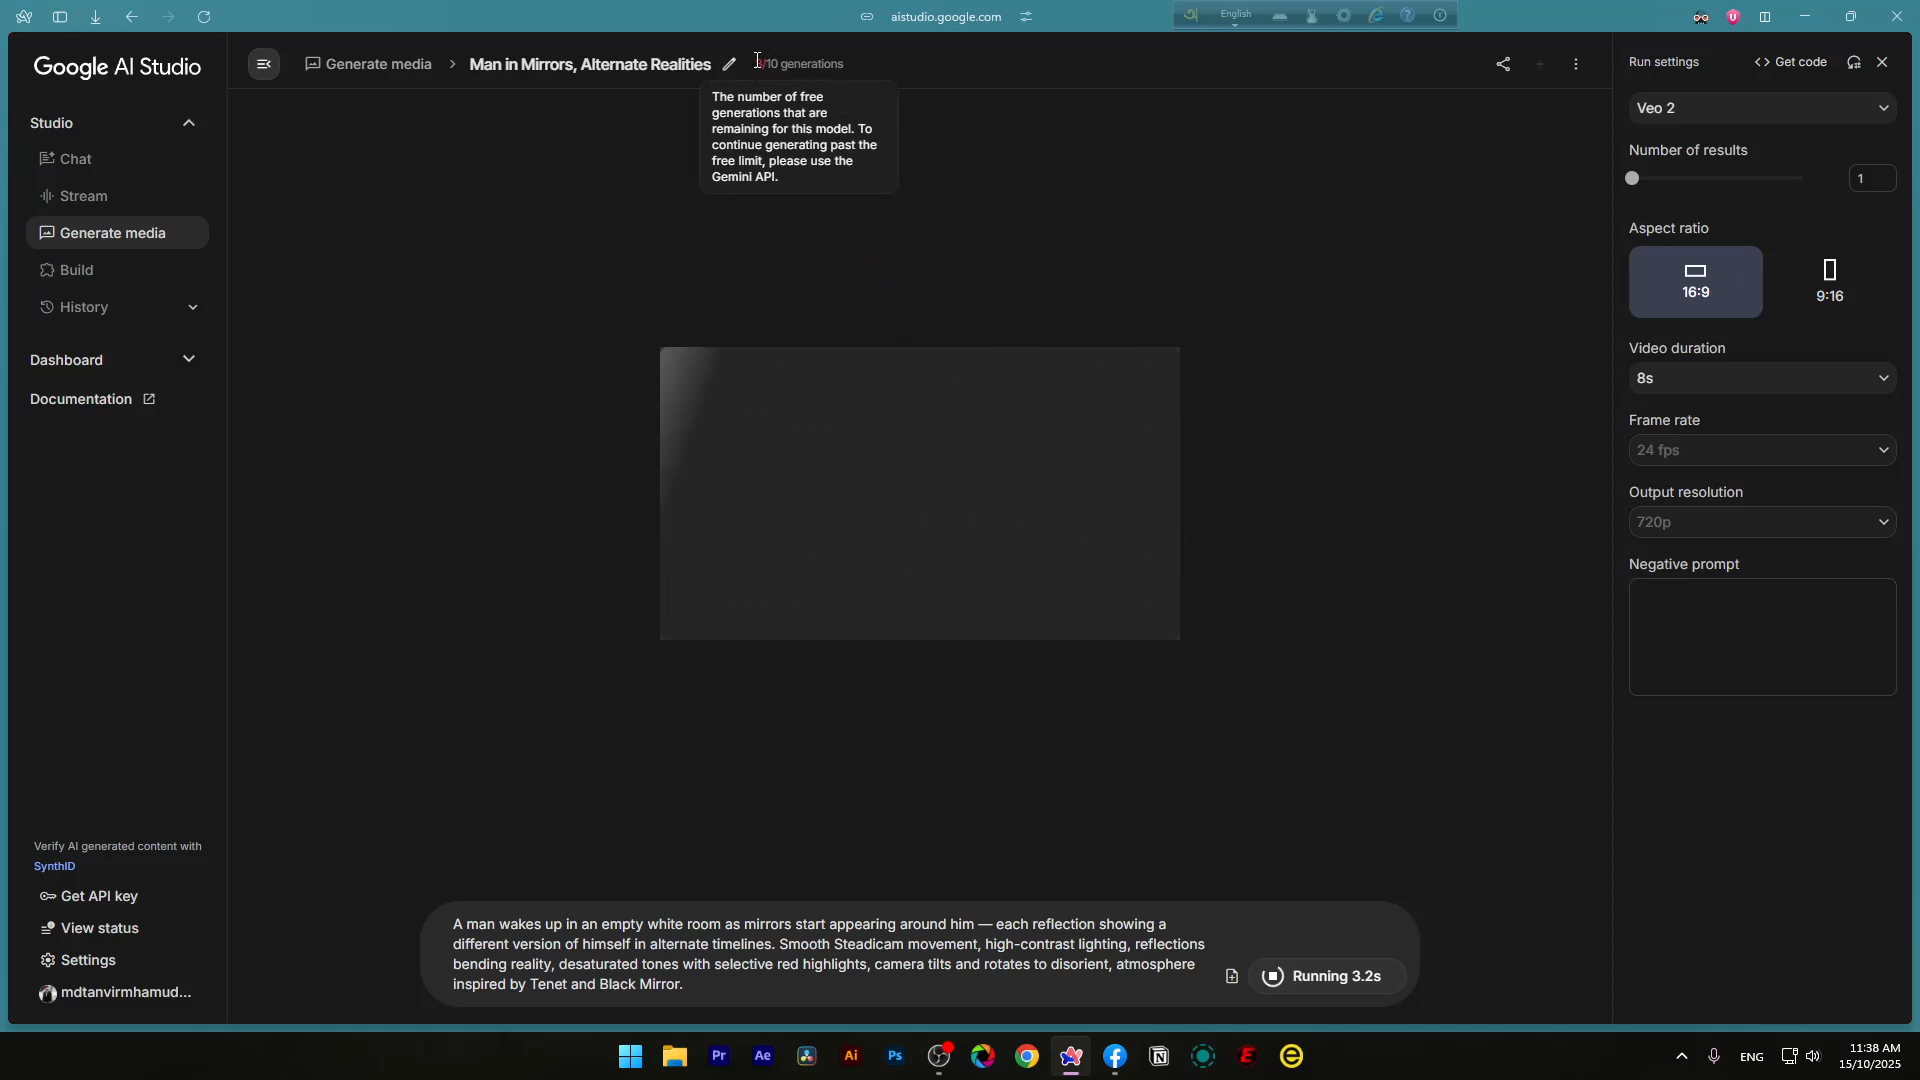 aistudio.google.com
English
Google AI Studio
Generate media
Man in Mirrors, Alternate Realities
/10 generations
The number of free
generations that are
remaining for this model. To
continue generating past the
free limit, please use the
Gemini API.
Run settings
Get code
Studio
Chat
Stream
Generate media
Build
History
Dashboard
Documentation
Veo 2
Number of results
1
Aspect ratio
16:9
9:16
Video duration
8s
Frame rate
24 fps
Output resolution
720p
Negative prompt
Verify AI generated content with
SynthID
Get API key
View status
Settings
mdtanvirmhamud...
A man wakes up in an empty white room as mirrors start appearing around him — each reflection showing a
different version of himself in alternate timelines. Smooth Steadicam movement, high-contrast lighting, reflections
bending reality, desaturated tones with selective red highlights, camera tilts and rotates to disorient, atmosphere
inspired by Tenet and Black Mirror.
Running 3.2s
Pr
Ae
Ai
Ps
ENG
11:38 AM
15/10/2025